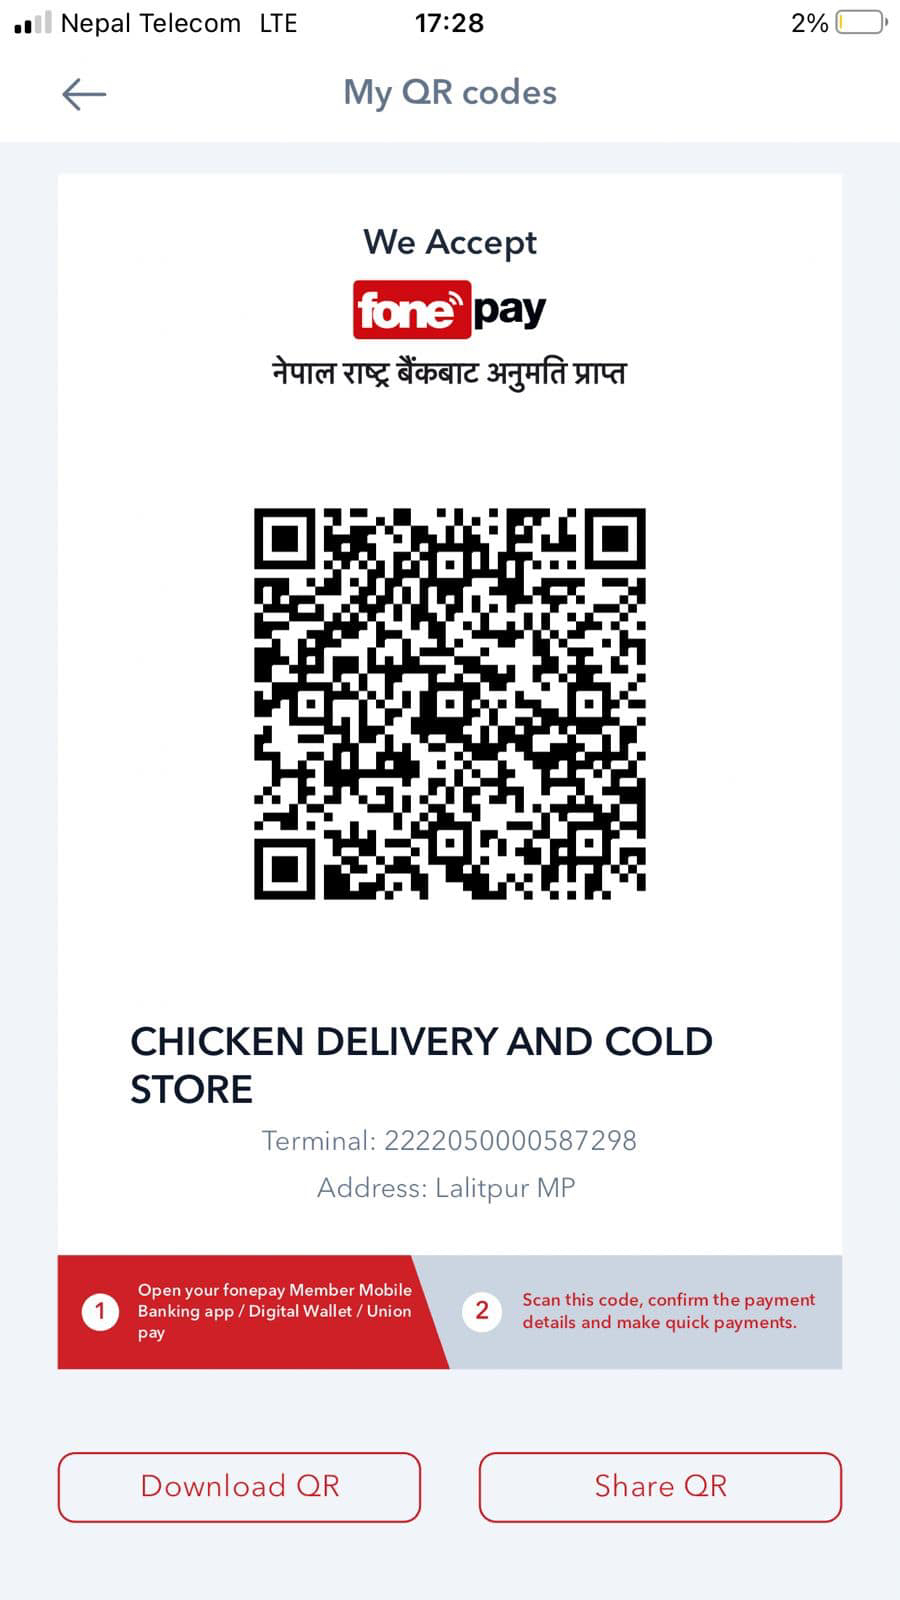 Nepal Telecom LTE 17:28 2%
My QR codes
We Accept
fonepay
नेपाल राष्ट्र बैंकबाट अनुमति प्राप्त
CHICKEN DELIVERY AND COLD
STORE
Terminal: 2222050000587298
Address: Lalitpur MP
1
Open your fonepay Member Mobile
Banking app / Digital Wallet / Union
pay
2
Scan this code, confirm the payment
details and make quick payments.
Download QR
Share QR